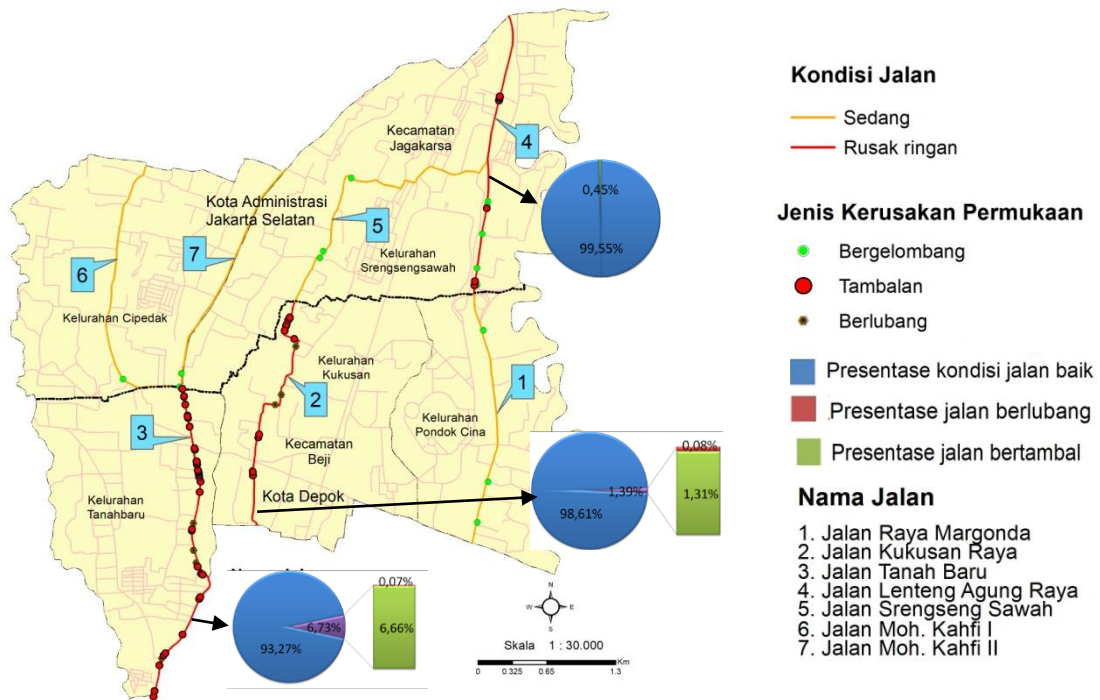 Kecamatan
Jagakarsa
4
0,45%
99,55%
Kota Administrasi
Jakarta Selatan
5
7
6
Kelurahan
Srengsengsawah
Kelurahan Cipedak
Kelurahan
Kukusan
2
1
3
Kelurahan
Pondok Cina
Kecamatan
Beji
Kelurahan
Tanahbaru
Kota Depok
1,39%
98,61%
0,08%
1,31%
6,73%
93,27%
0,07%
6,66%
N
W E
S
Skala 1 : 30.000
Km
0 0.325 0.65 1.3
Kondisi Jalan
Sedang
Rusak ringan
Jenis Kerusakan Permukaan
Bergelombang
Tambalan
Berlubang
Presentase kondisi jalan baik
Presentase jalan berlubang
Presentase jalan bertambal
Nama Jalan
1. Jalan Raya Margonda
2. Jalan Kukusan Raya
3. Jalan Tanah Baru
4. Jalan Lenteng Agung Raya
5. Jalan Srengseng Sawah
6. Jalan Moh. Kahfi I
7. Jalan Moh. Kahfi II